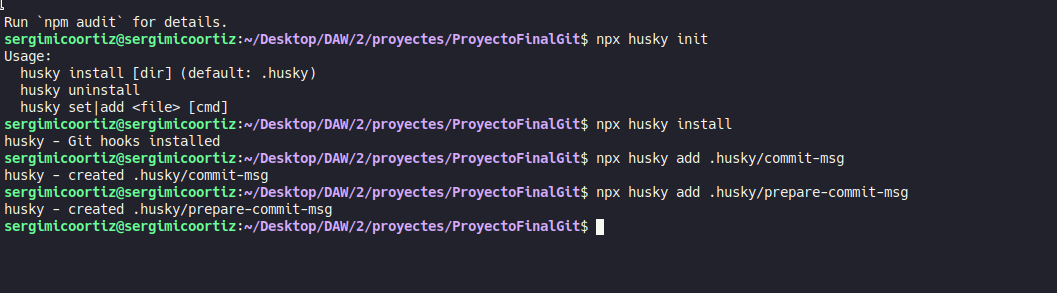 Run `npm audit` for details.
sergimicoortiz@sergimicoortiz:~/Desktop/DAW/2/proyectes/ProyectoFinalGit$ npx husky init
Usage:
  husky install [dir] (default: .husky)
  husky uninstall
  husky set|add <file> [cmd]
sergimicoortiz@sergimicoortiz:~/Desktop/DAW/2/proyectes/ProyectoFinalGit$ npx husky install
husky - Git hooks installed
sergimicoortiz@sergimicoortiz:~/Desktop/DAW/2/proyectes/ProyectoFinalGit$ npx husky add .husky/commit-msg
husky - created .husky/commit-msg
sergimicoortiz@sergimicoortiz:~/Desktop/DAW/2/proyectes/ProyectoFinalGit$ npx husky add .husky/prepare-commit-msg
husky - created .husky/prepare-commit-msg
sergimicoortiz@sergimicoortiz:~/Desktop/DAW/2/proyectes/ProyectoFinalGit$